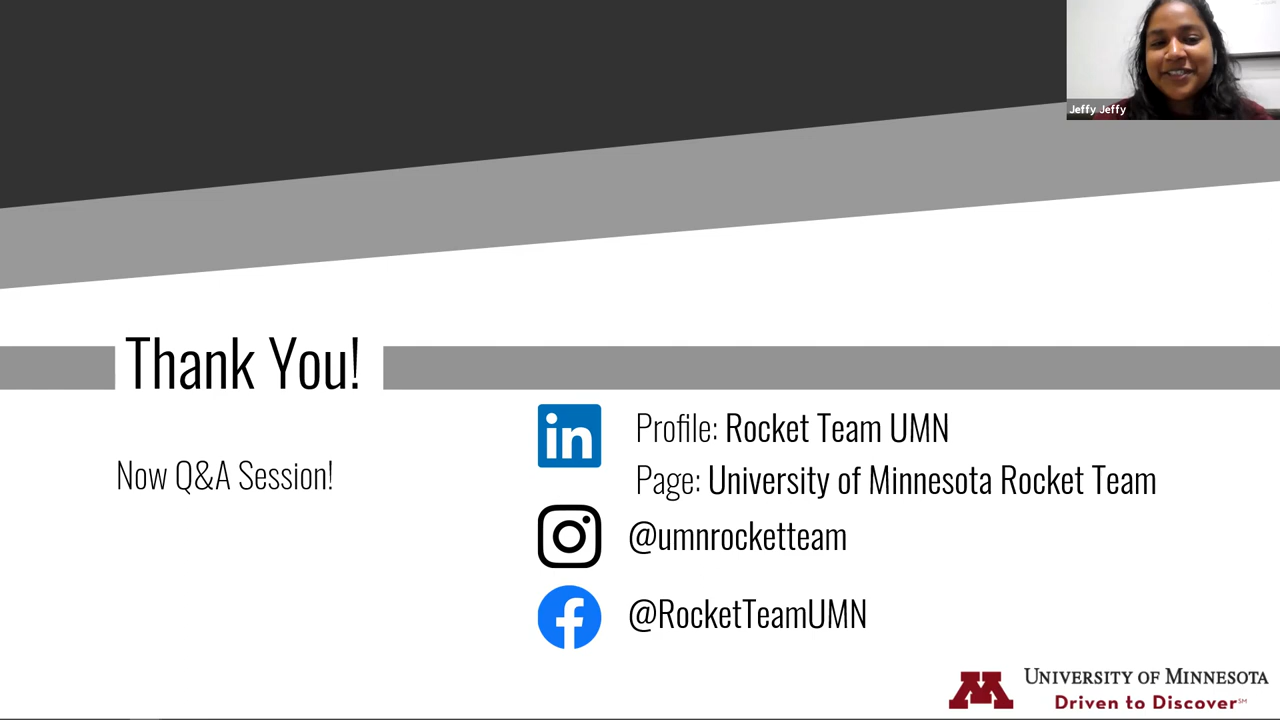 Jeffy Jeffy
Thank You!
Now Q&A Session!
in
Profile: Rocket Team UMN
Page: University of Minnesota Rocket Team
@umnrocketteam
@RocketTeamUMN
M
UNIVERSITY OF MINNESOTA
Driven to Discover℠